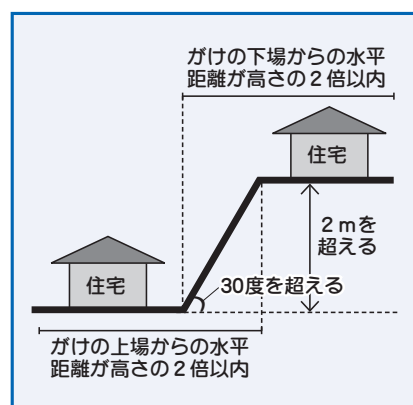 がけの下場からの水平
距離が高さの２倍以内
住宅
２ｍを
超える
住宅
30度を超える
がけの上場からの水平
距離が高さの２倍以内